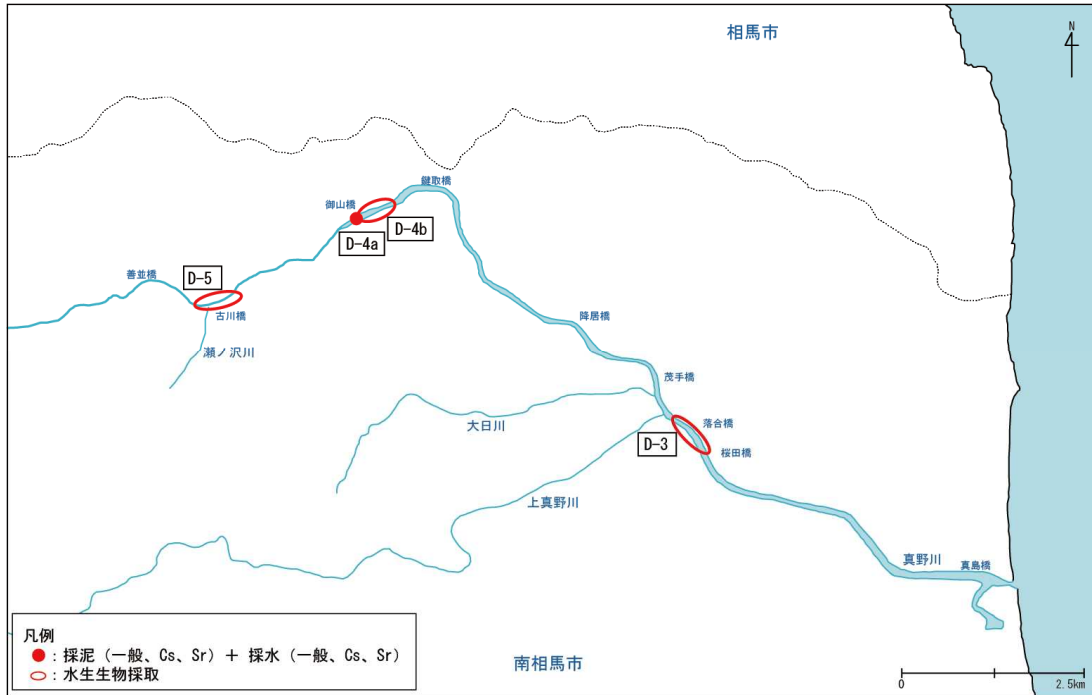 相馬市
N
鍵取橋
御山橋
D-4b
D-4a
善並橋
D-5
古川橋
瀬ノ沢川
降居橋
茂手橋
大日川
落合橋
D-3
桜田橋
上真野川
真野川
真島橋
凡例
●：採泥（一般、Cs、Sr）＋ 採水（一般、Cs、Sr）
○：水生生物採取
南相馬市
0
2.5km